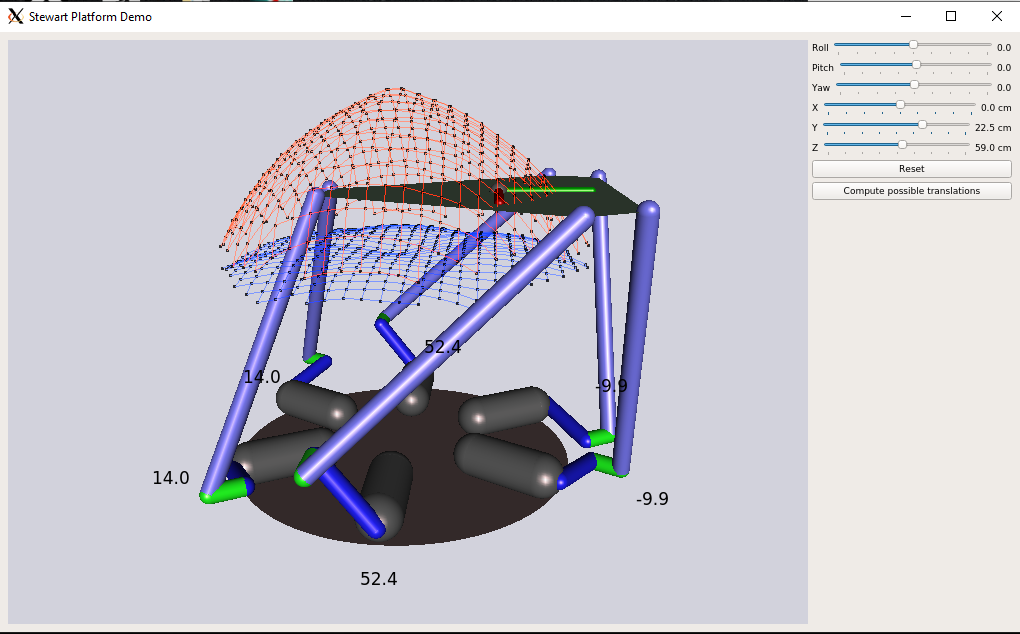 Stewart Platform Demo
Roll 0.0
Pitch 0.0
Yaw 0.0
X 0.0 cm
Y 22.5 cm
Z 59.0 cm
Reset
Compute possible translations
52.4
14.0
-9.9
14.0
-9.9
52.4